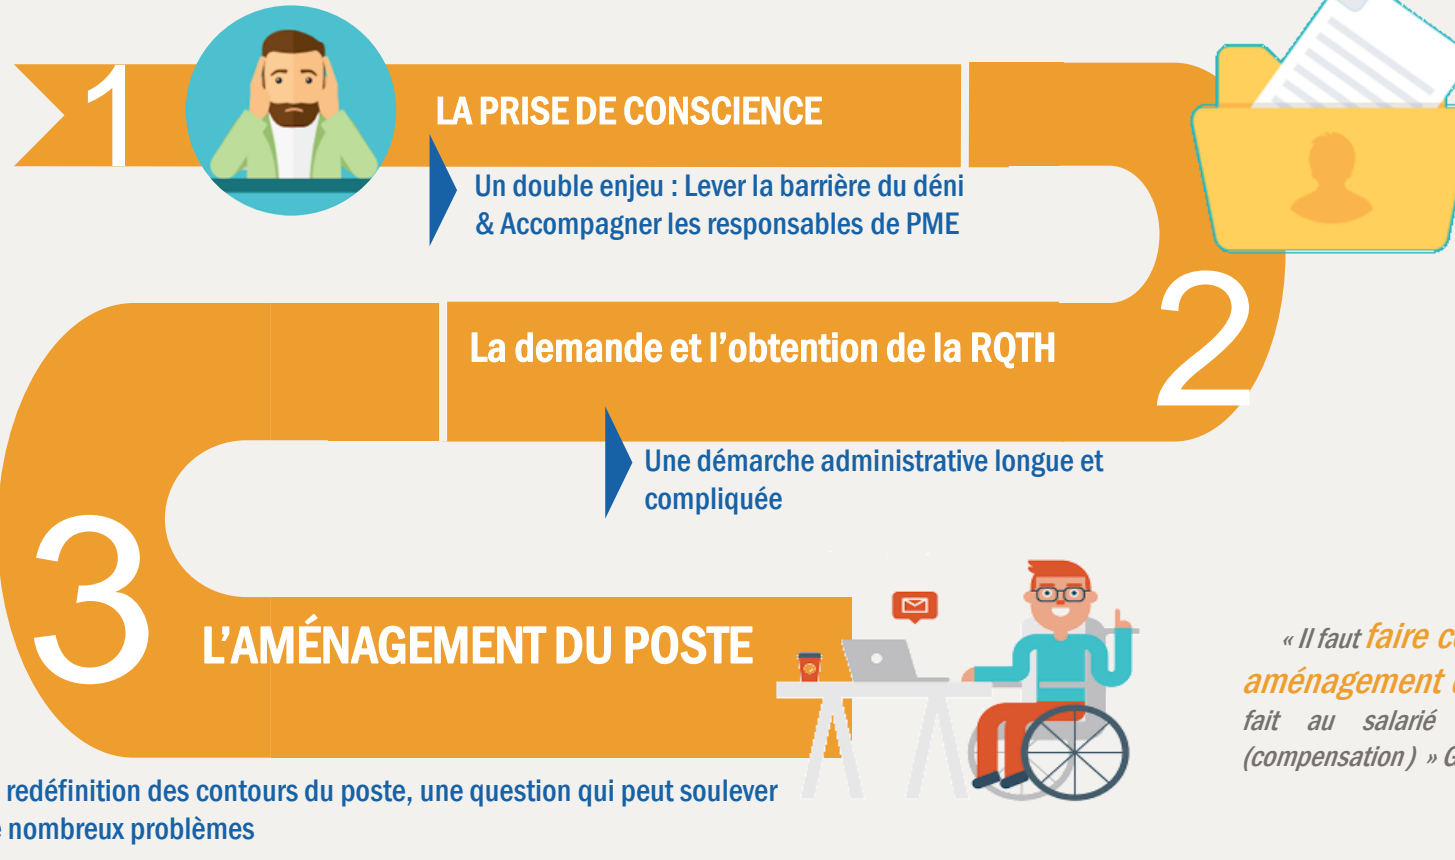 1
LA PRISE DE CONSCIENCE
Un double enjeu : Lever la barrière du déni
& Accompagner les responsables de PME
2
La demande et l’obtention de la RQTH
Une démarche administrative longue et
compliquée
3
L’AMÉNAGEMENT DU POSTE
redéfinition des contours du poste, une question qui peut soulever
nombreux problèmes
« Il faut faire
aménagement
fait au salarié
(compensation) »